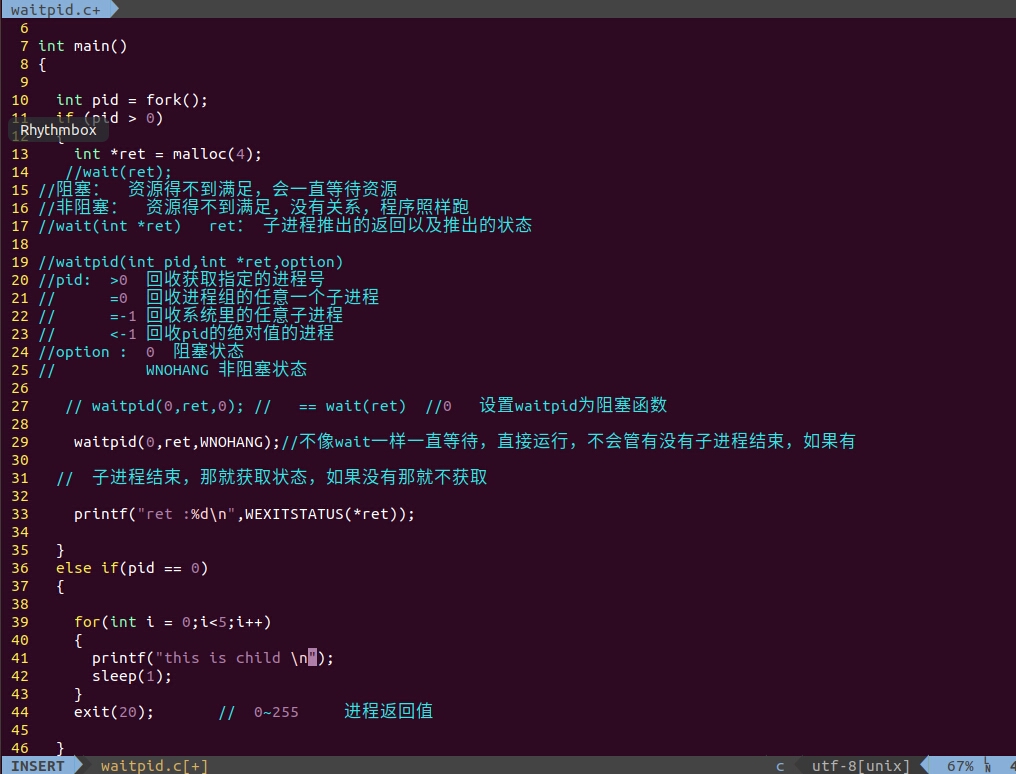 waitpid.c+
6
7 int main()
8 {
9
10   int pid = fork();
11   if (pid > 0)
Rhythmbox
12   {
13     int *ret = malloc(4);
14    //wait(ret);
15 //阻塞:   资源得不到满足，会一直等待资源
16 //非阻塞:   资源得不到满足，没有关系，程序照样跑
17 //wait(int *ret)   ret:  子进程推出的返回以及推出的状态
18
19 //waitpid(int pid,int *ret,option)
20 //pid:  >0  回收获取指定的进程号
21 //      =0  回收进程组的任意一个子进程
22 //      =-1 回收系统里的任意子进程
23 //      <-1 回收pid的绝对值的进程
24 //option :  0  阻塞状态
25 //          WNOHANG 非阻塞状态
26
27    // waitpid(0,ret,0); //   == wait(ret)  //0   设置waitpid为阻塞函数
28
29     waitpid(0,ret,WNOHANG);//不像wait一样一直等待，直接运行，不会管有没有子进程结束，如果有
30
31   //  子进程结束，那就获取状态，如果没有那就不获取
32
33     printf("ret :%d\n",WEXITSTATUS(*ret));
34
35   }
36   else if(pid == 0)
37   {
38
39     for(int i = 0;i<5;i++)
40     {
41       printf("this is child \n");
42       sleep(1);
43     }
44     exit(20);       //  0~255     进程返回值
45
46   }
INSERT  waitpid.c[+]  c  utf-8[unix]  67% ␤ 4